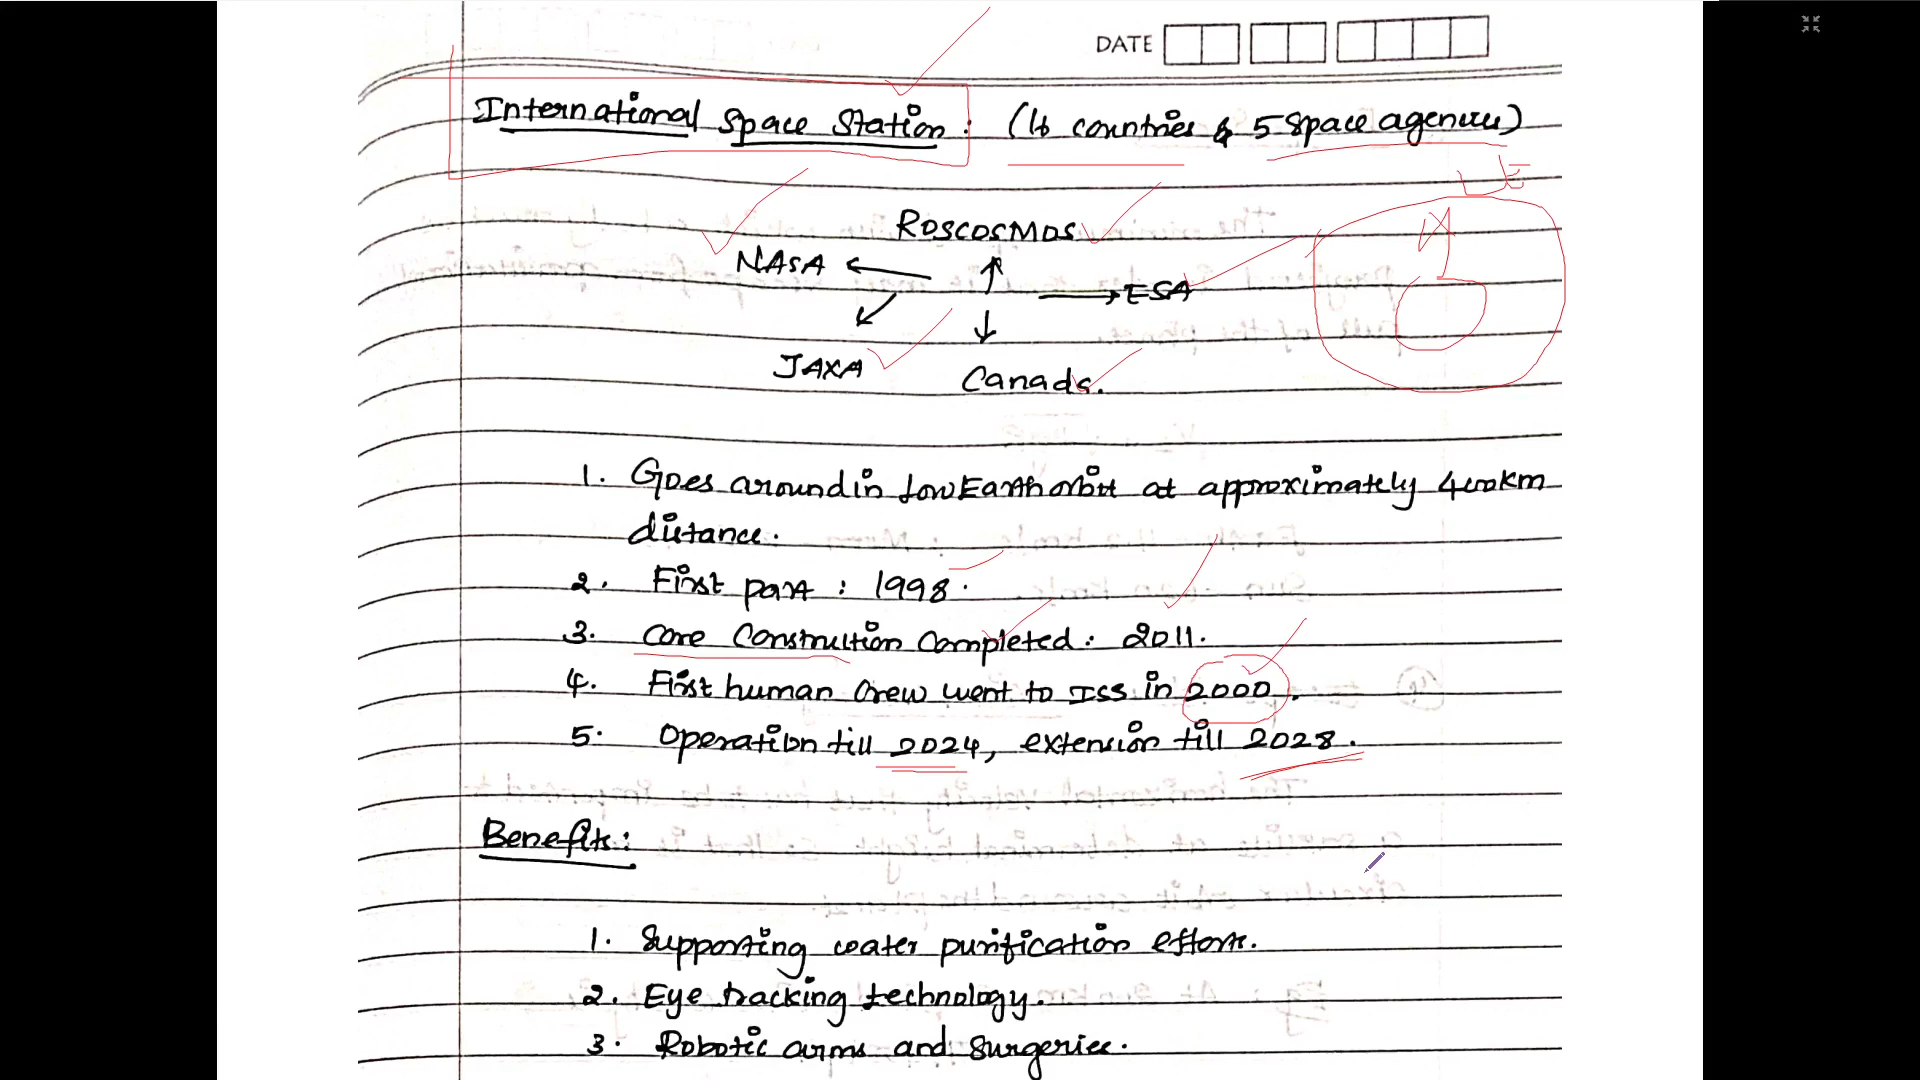 DATE
International Space Station: (16 countries & 5 Space agencies)
ROSCOSMOS
NASA
ESA
JAXA
Canada.
1. Goes around in Low Earth orbit at approximately 400km
distance.
2. First part: 1998.
3. Core Construction Completed: 2011.
4. First human crew went to ISS in 2000.
5. Operation till 2024, extension till 2028.
Benefits:
1. Supporting water purification efforts.
2. Eye tracking technology.
3. Robotic arms and surgeries.